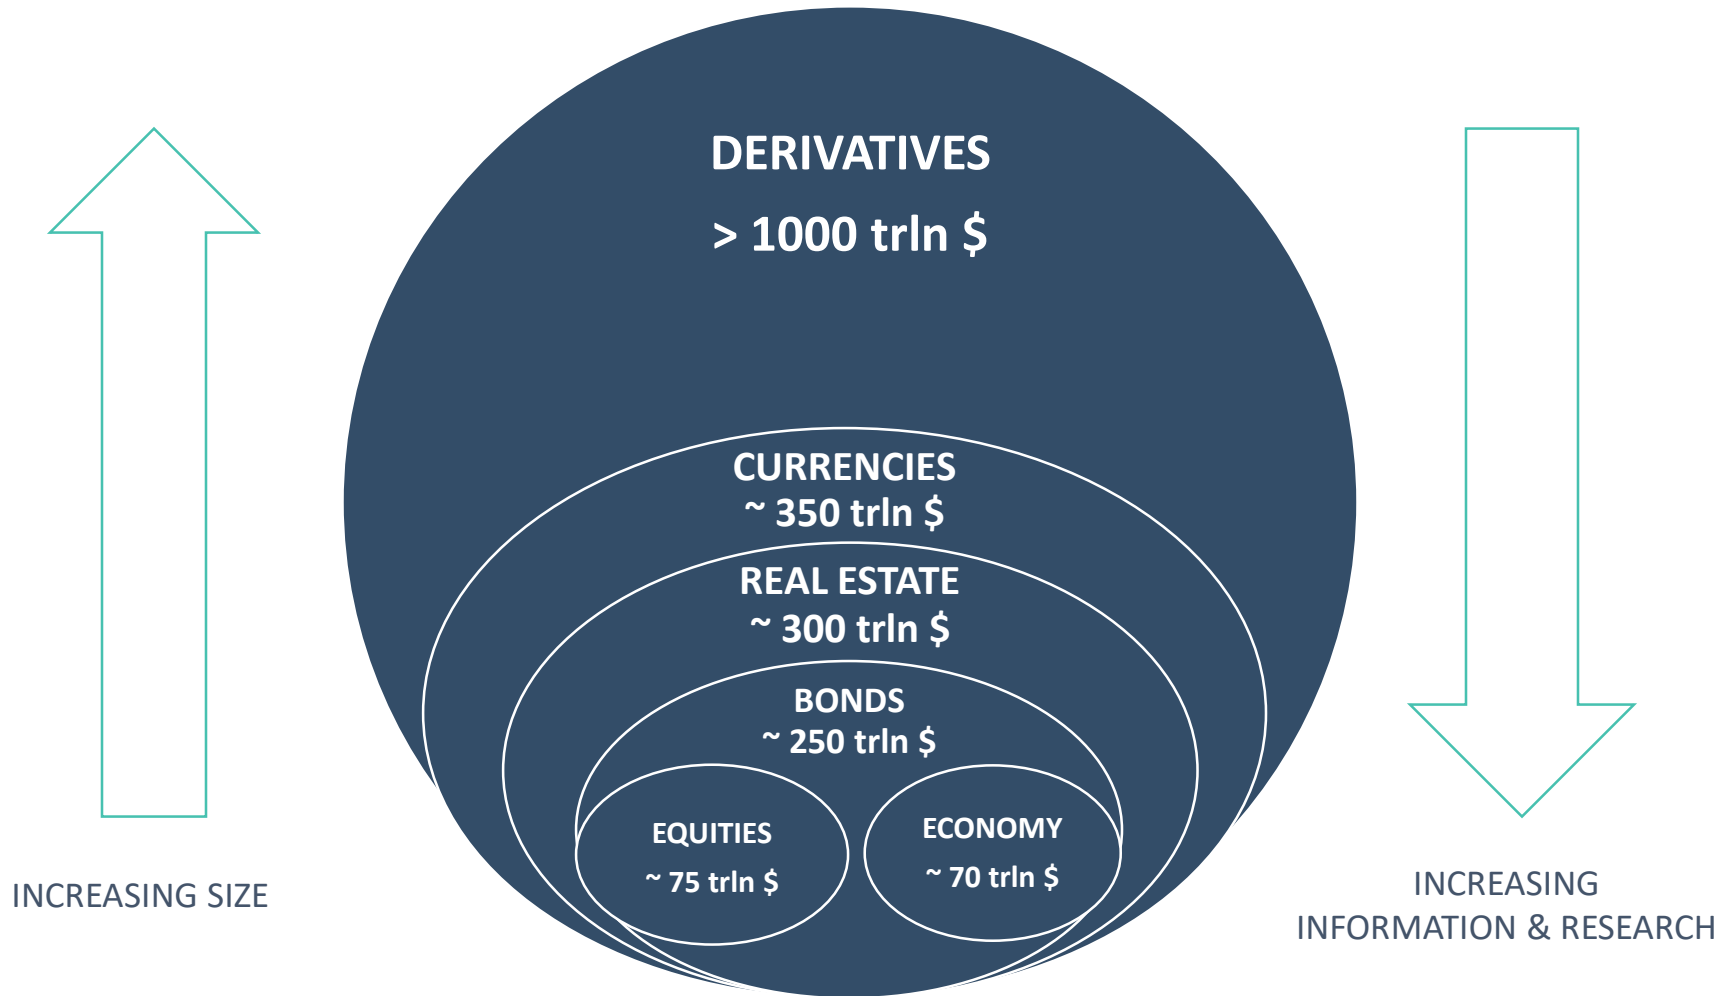 DERIVATIVES
> 1000 trln $
CURRENCIES
~ 350 trln $
REAL ESTATE
~ 300 trln $
BONDS
~ 250 trln $
EQUITIES
~ 75 trln $
ECONOMY
~ 70 trln $
INCREASING SIZE
INCREASING
INFORMATION & RESEARCH